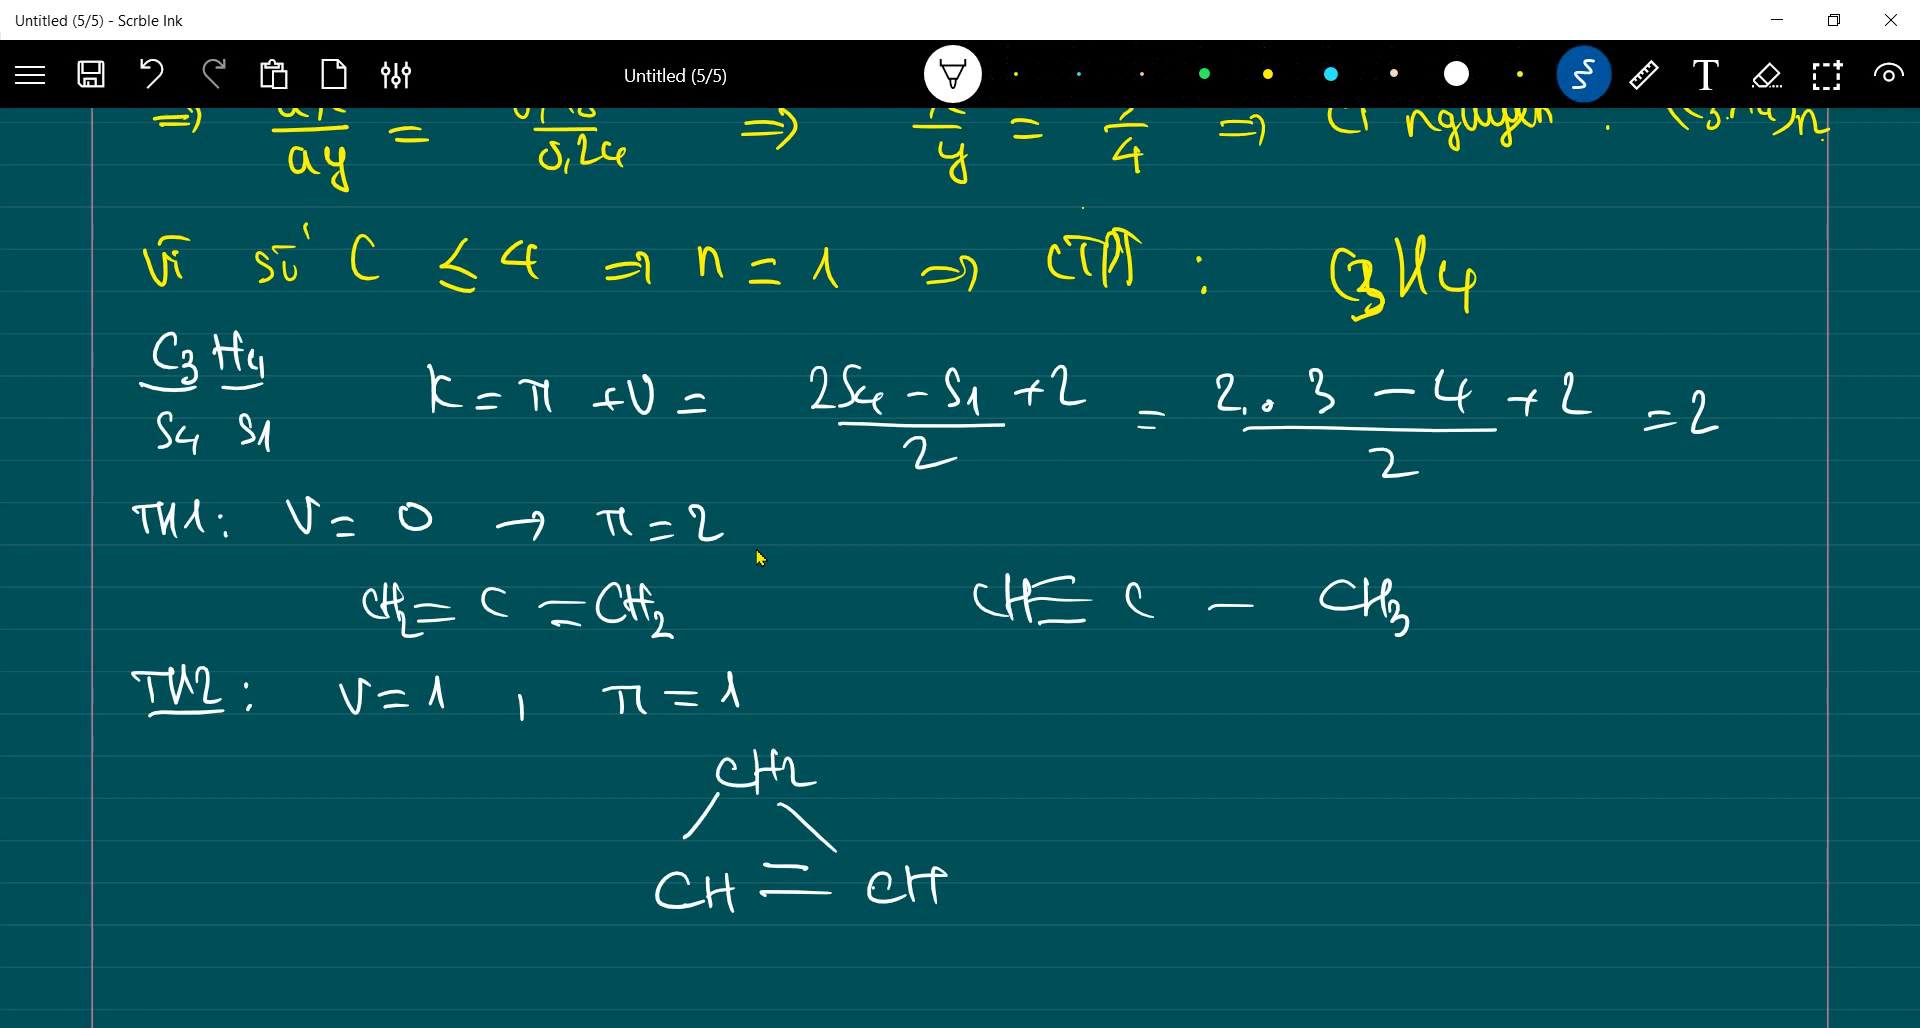 Untitled (5/5) - Scrble Ink
Untitled (5/5)
T
⇒ / ay = / 0,24 ⇒ / y = / 4 ⇒ CT nguyên :
Vì số C ≤ 4 ⇒ n = 1 ⇒ CTPT : C3H4
C3 H4
S4 S1
K = π + V = (2S4 - S1 + 2) / 2 = (2.3 - 4 + 2) / 2 = 2
TH1: V = 0 → π = 2
CH2 = C = CH2 CH ≡ C - CH3
TH2: V = 1 , π = 1
CH2
CH = CH